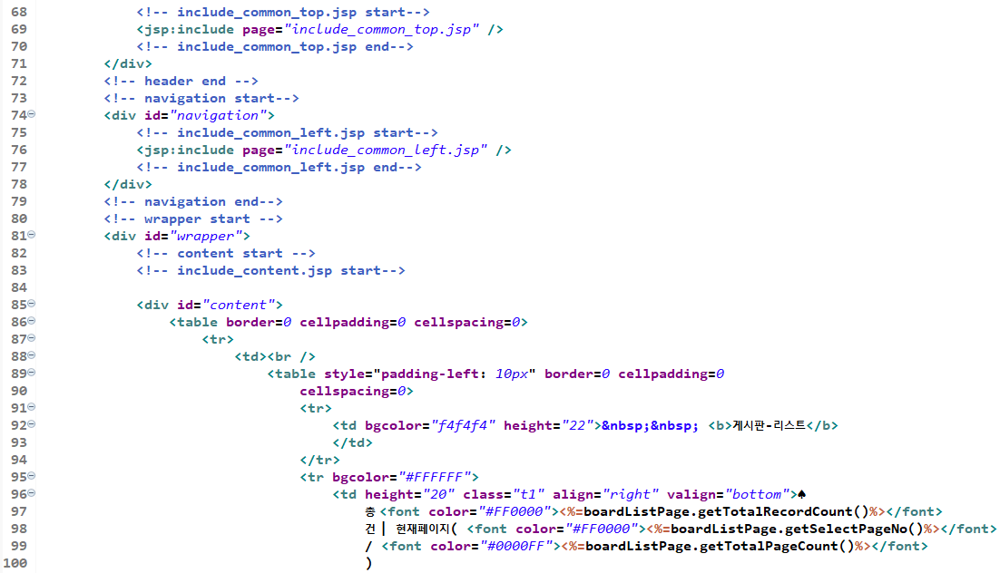 68 <!-- include_common_top.jsp start-->
69 <jsp:include page="include_common_top.jsp" />
70 <!-- include_common_top.jsp end-->
71 </div>
72 <!-- header end -->
73 <!-- navigation start-->
74 <div id="navigation">
75 <!-- include_common_left.jsp start-->
76 <jsp:include page="include_common_left.jsp" />
77 <!-- include_common_left.jsp end-->
78 </div>
79 <!-- navigation end-->
80 <!-- wrapper start -->
81 <div id="wrapper">
82 <!-- content start -->
83 <!-- include_content.jsp start-->
84
85 <div id="content">
86 <table border=0 cellpadding=0 cellspacing=0>
87 <tr>
88 <td><br />
89 <table style="padding-left: 10px" border=0 cellpadding=0
90 cellspacing=0>
91 <tr>
92 <td bgcolor="f4f4f4" height="22">&nbsp;&nbsp; <b>게시판-리스트</b>
93 </td>
94 </tr>
95 <tr bgcolor="#FFFFFF">
96 <td height="20" class="t1" align="right" valign="bottom">♠
97 총 <font color="#FF0000"><%=boardListPage.getTotalRecordCount()%></font>
98 건 | 현재페이지( <font color="#FF0000"><%=boardListPage.getSelectPageNo()%></font>
99 / <font color="#0000FF"><%=boardListPage.getTotalPageCount()%></font>
100 )